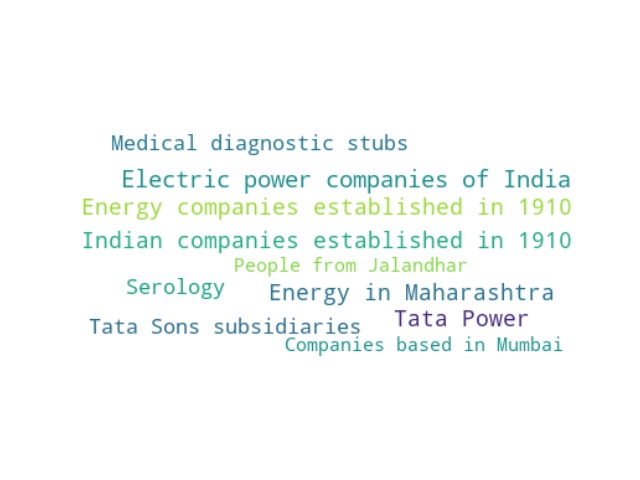 Medical diagnostic stubs
Electric power companies of India
Energy companies established in 1910
Indian companies established in 1910
People from Jalandhar
Serology
Energy in Maharashtra
Tata Power
Tata Sons subsidiaries
Companies based in Mumbai